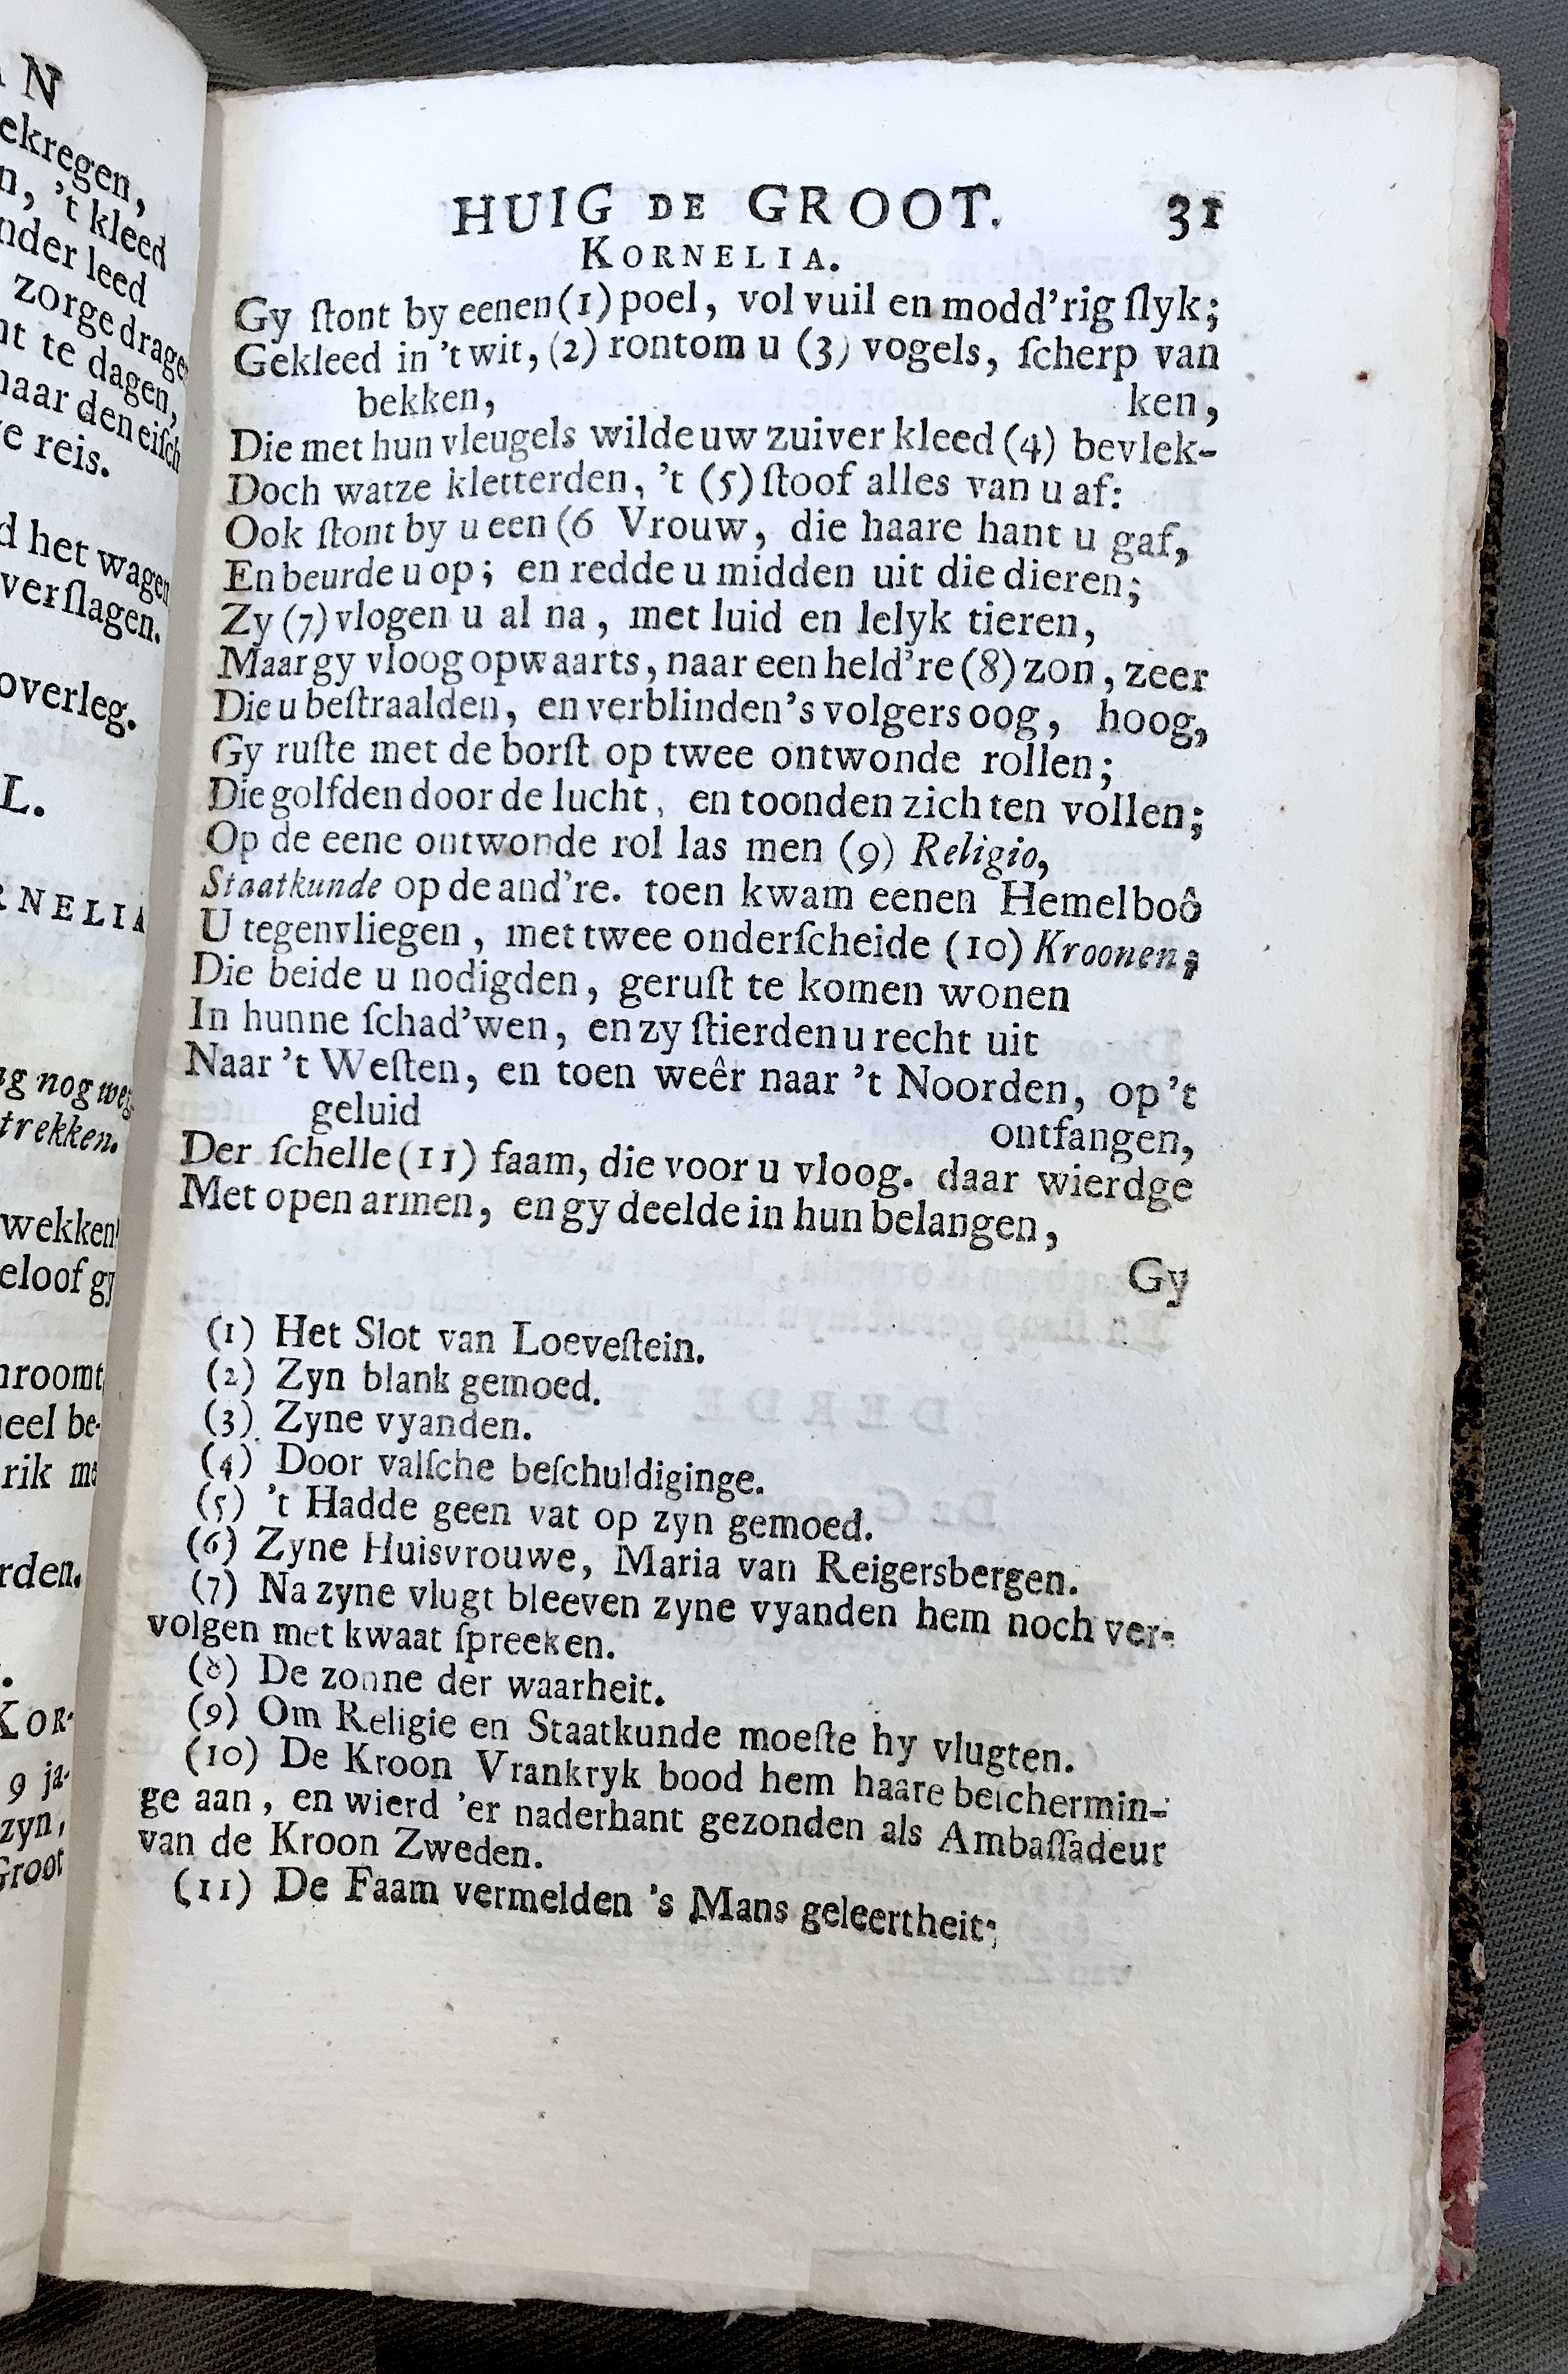 HUIG DE GROOT. 31
KORNELIA.
Gy ſtont by eenen (1) poel, vol vuil en modd'rig ſlyk;
Gekleed in 't wit, (2) rontom u (3) vogels, ſcherp van
bekken, ken,
Die met hun vleugels wilde uw zuiver kleed (4) bevlek-
Doch watze kletterden, 't (5) ſtoof alles van u af:
Ook ſtont by u een (6 Vrouw, die haare hant u gaf,
En beurde u op; en redde u midden uit die dieren;
Zy (7) vlogen u al na, met luid en lelyk tieren,
Maar gy vloog opwaarts, naar een held're (8) zon, zeer
Die u beſtraalden, en verblinden 's volgers oog, hoog,
Gy ruſte met de borſt op twee ontwonde rollen;
Die golfden door de lucht, en toonden zich ten vollen;
Op de eene ontwonde rol las men (9) Religio,
Staatkunde op de and're. toen kwam eenen Hemelboô
U tegenvliegen, met twee onderſcheide (10) Kroonen,
Die beide u nodigden, geruſt te komen wonen
In hunne ſchad'wen, en zy ſtierden u recht uit
Naar 't Weſten, en toen weêr naar 't Noorden, op 't
geluid ontfangen,
Der ſchelle (11) faam, die voor u vloog. daar wierdge
Met open armen, en gy deelde in hun belangen,
Gy
(1) Het Slot van Loeveſtein.
(2) Zyn blank gemoed.
(3) Zyne vyanden.
(4) Door valſche beſchuldiginge.
(5) 't Hadde geen vat op zyn gemoed.
(6) Zyne Huisvrouwe, Maria van Reigersbergen.
(7) Na zyne vlugt bleeven zyne vyanden hem noch ver-
volgen met kwaat ſpreeken.
(8) De zonne der waarheit.
(9) Om Religie en Staatkunde moeſte hy vlugten.
(10) De Kroon Vrankryk bood hem haare beſchermin-
ge aan, en wierd 'er naderhant gezonden als Ambaſſadeur
van de Kroon Zweden.
(11) De Faam vermelden 's Mans geleertheit;